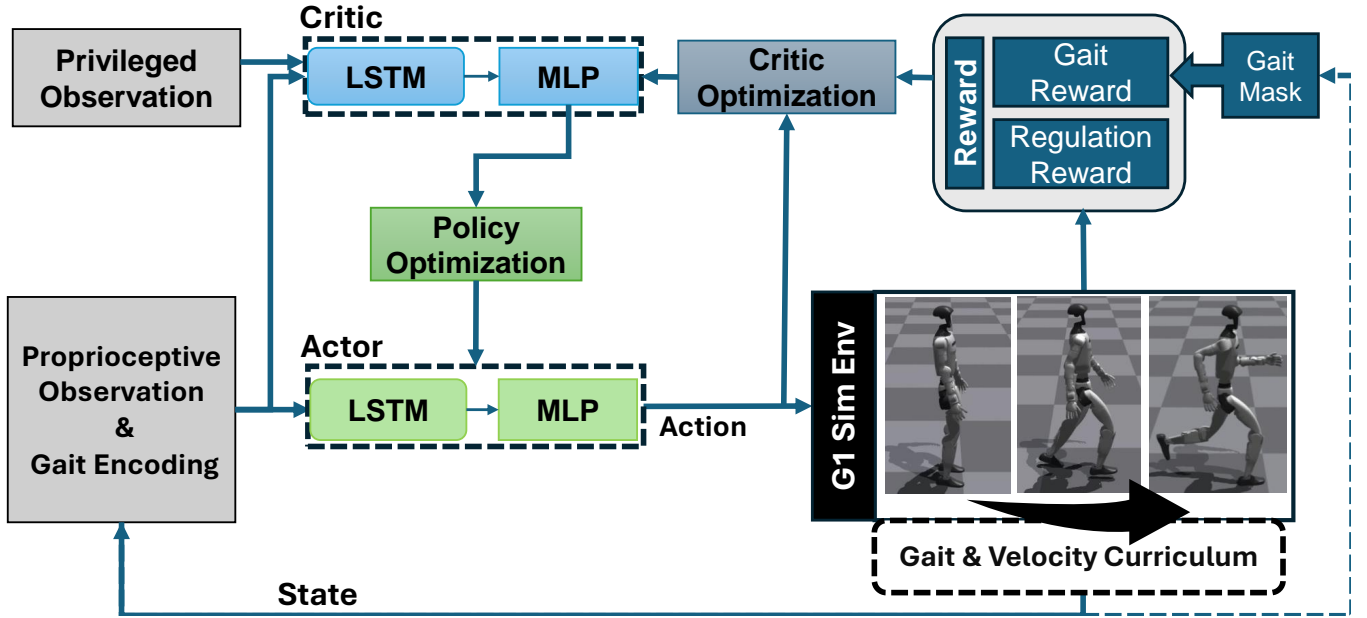 Critic
Privileged
Observation
LSTM
MLP
Critic
Optimization
Reward
Gait
Reward
Regulation
Reward
Gait
Mask
Policy
Optimization
Proprioceptive
Observation
&
Gait Encoding
Actor
LSTM
MLP
Action
G1 Sim Env
Gait & Velocity Curriculum
State